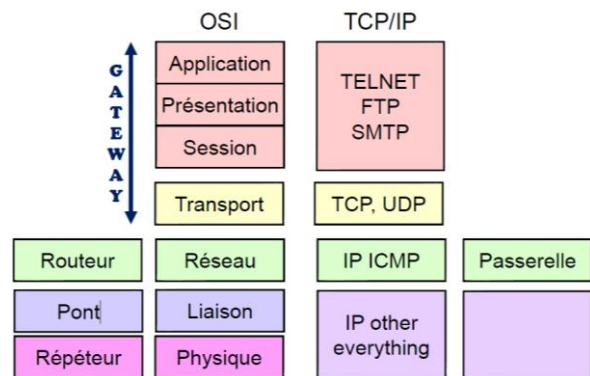 OSI
TCP/IP
GATEWAY
Application
Présentation
Session
TELNET
FTP
SMTP
Transport
TCP, UDP
Routeur
Réseau
IP ICMP
Passerelle
Pont
Liaison
IP other
everything
Répéteur
Physique